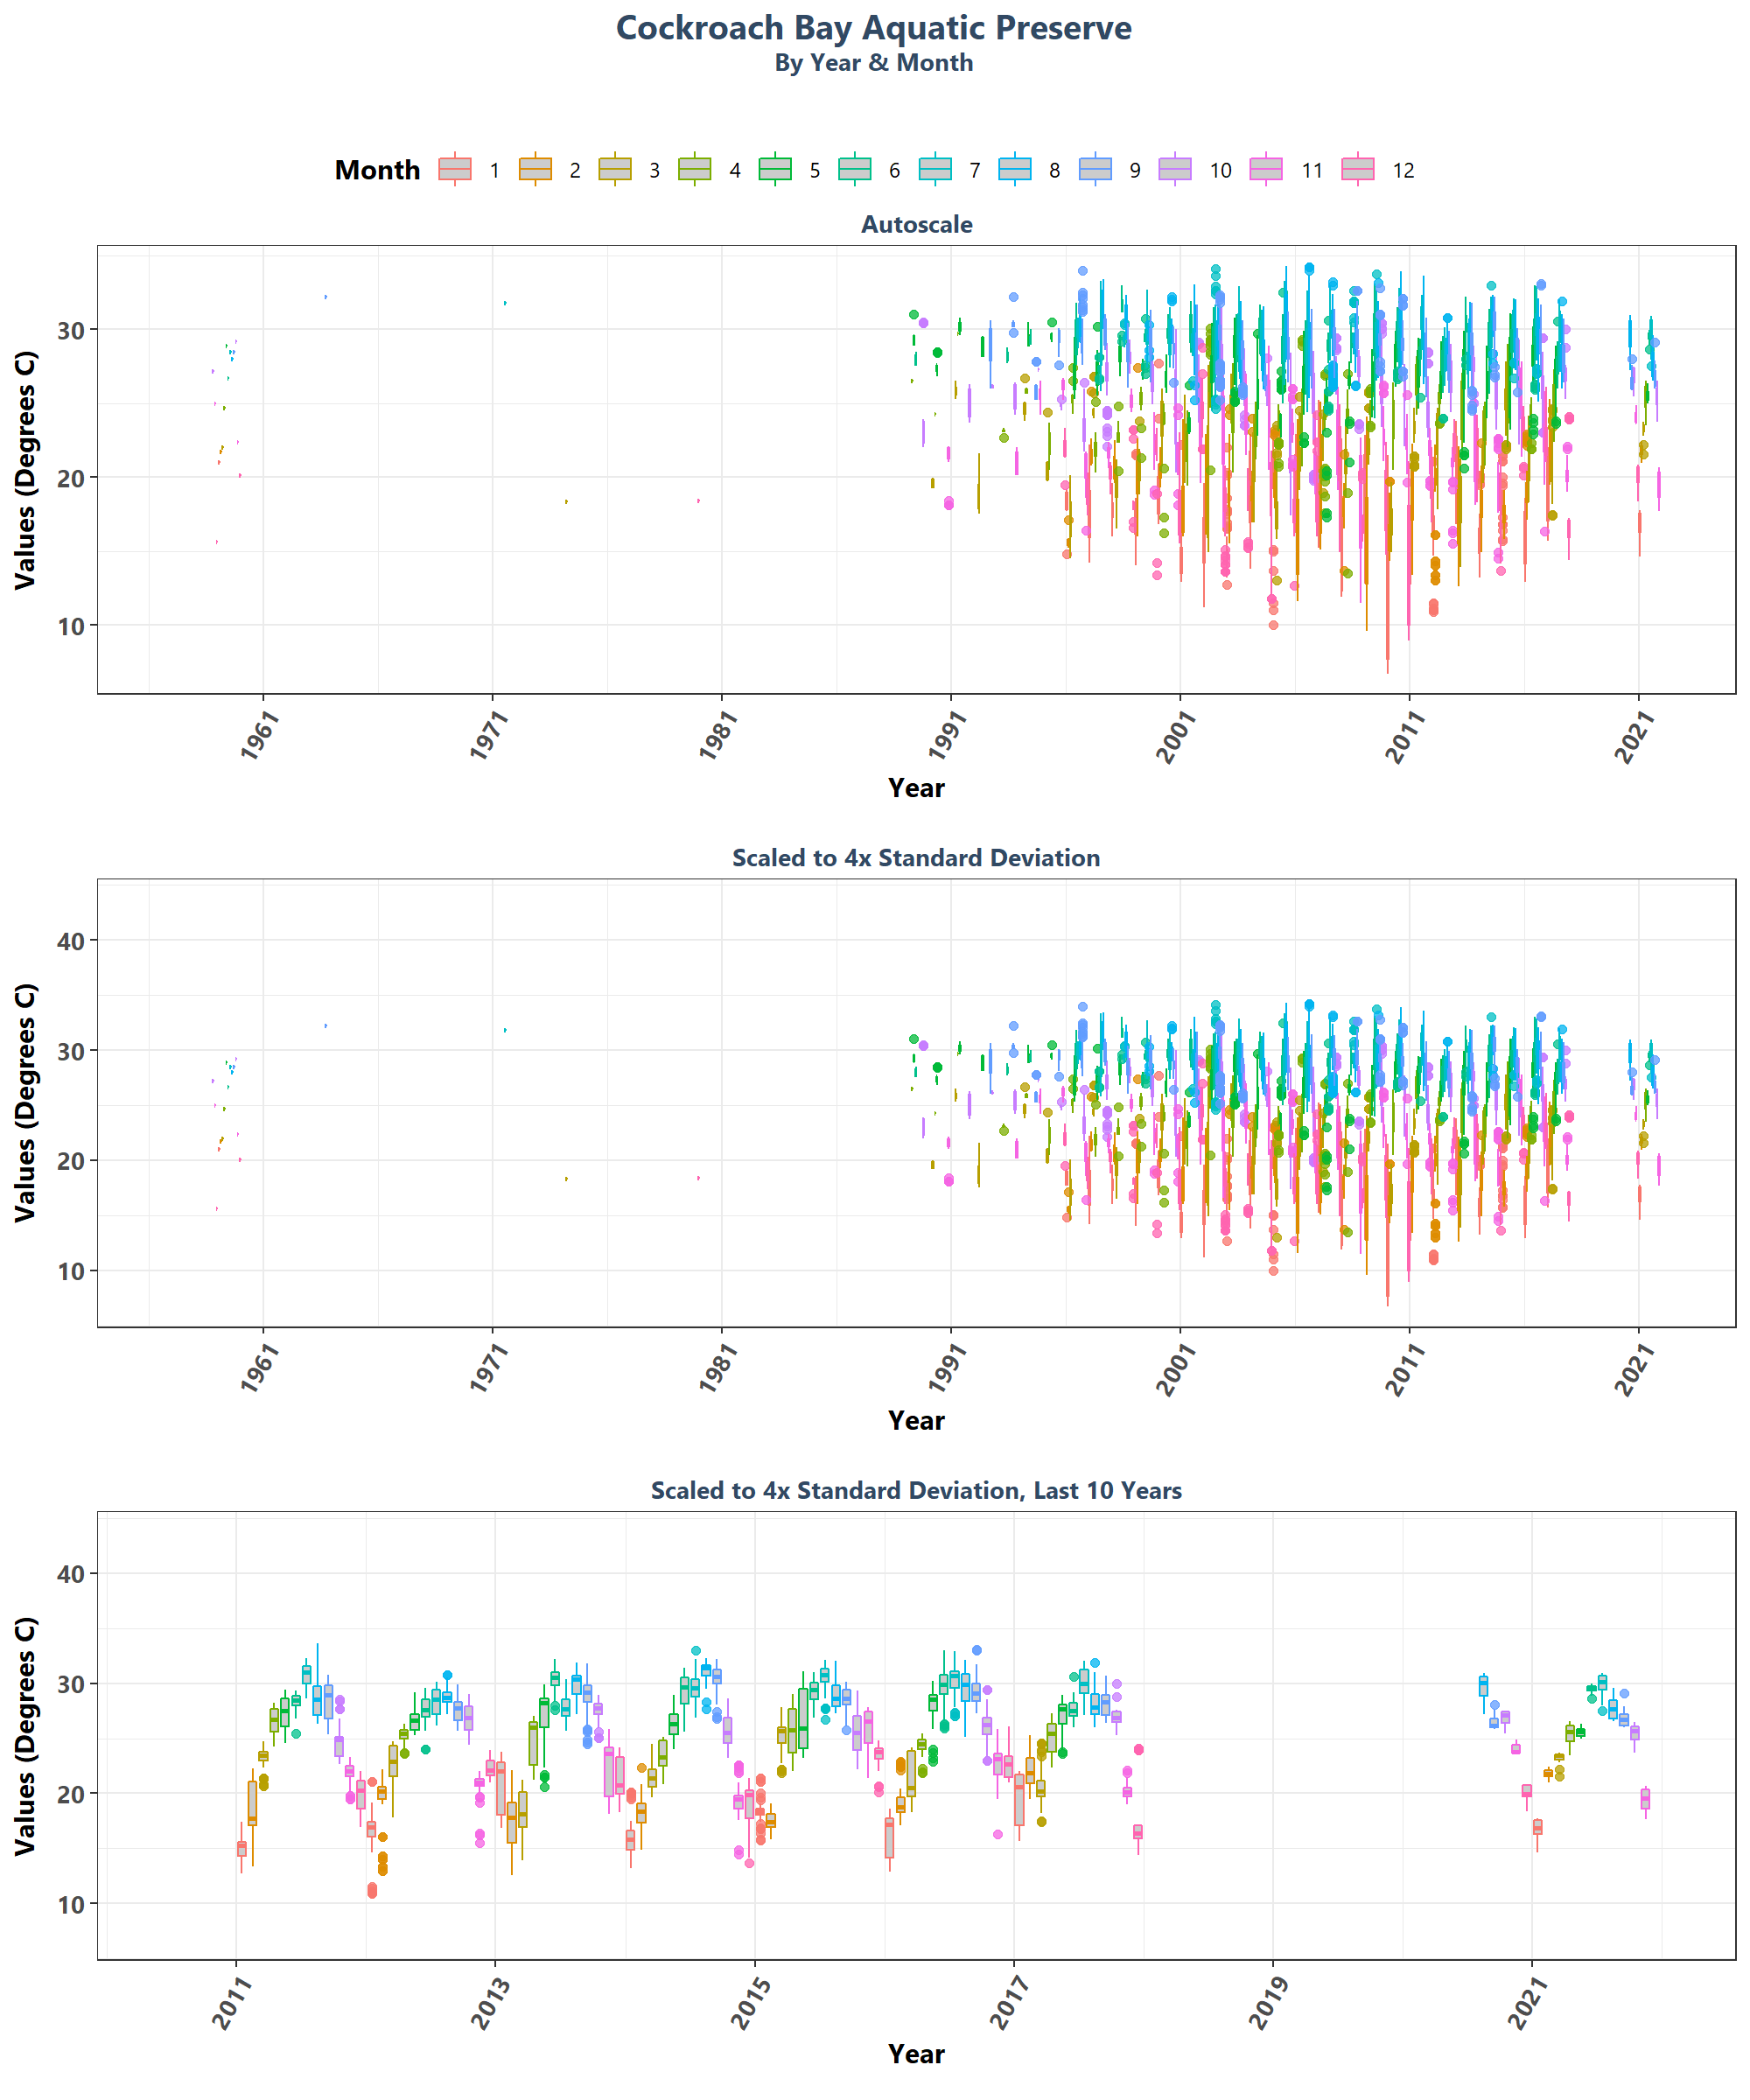 Cockroach Bay Aquatic Preserve
By Year & Month
Month 1 2 3 4 5 6 7 8 9 10 11 12
Autoscale
Values (Degrees C)
30
20
10
1961 1971 1981 1991 2001 2011 2021
Year
Scaled to 4x Standard Deviation
Values (Degrees C)
40
30
20
10
1961 1971 1981 1991 2001 2011 2021
Year
Scaled to 4x Standard Deviation, Last 10 Years
Values (Degrees C)
40
30
20
10
2011 2013 2015 2017 2019 2021
Year